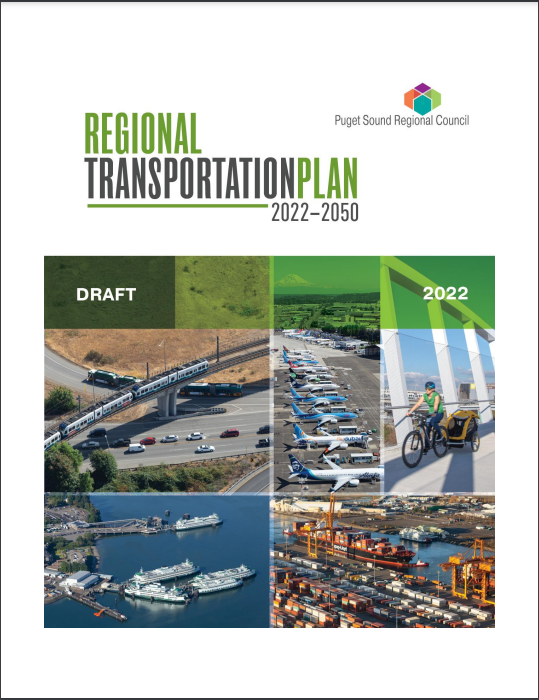 Puget Sound Regional Council
REGIONAL
TRANSPORTATIONPLAN
2022–2050
DRAFT
2022